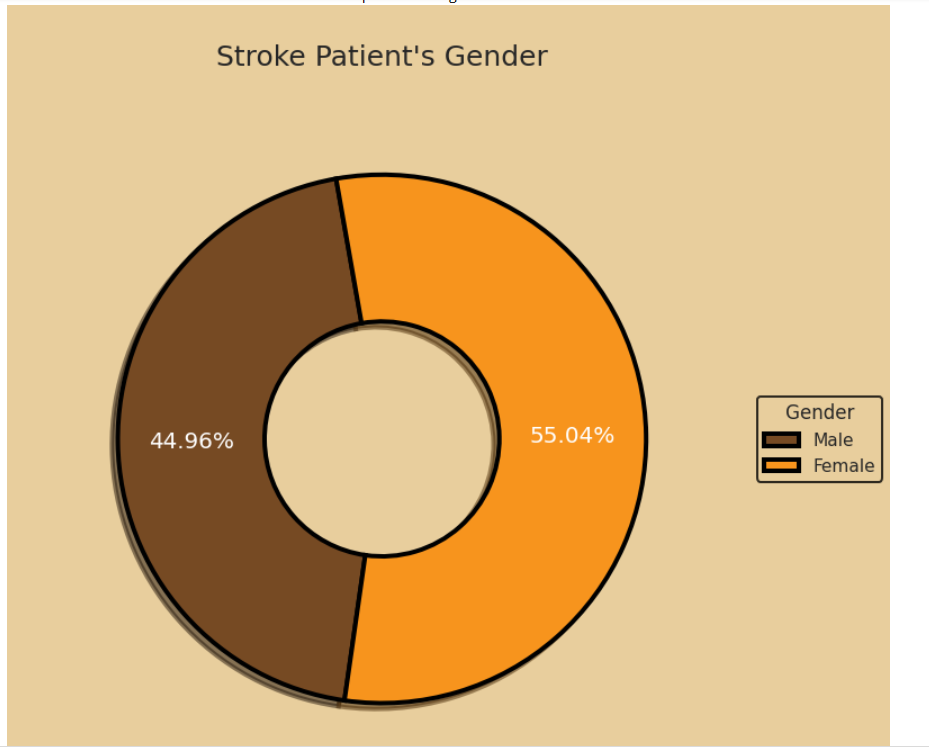 Stroke Patient's Gender
44.96%
55.04%
Gender
Male
Female